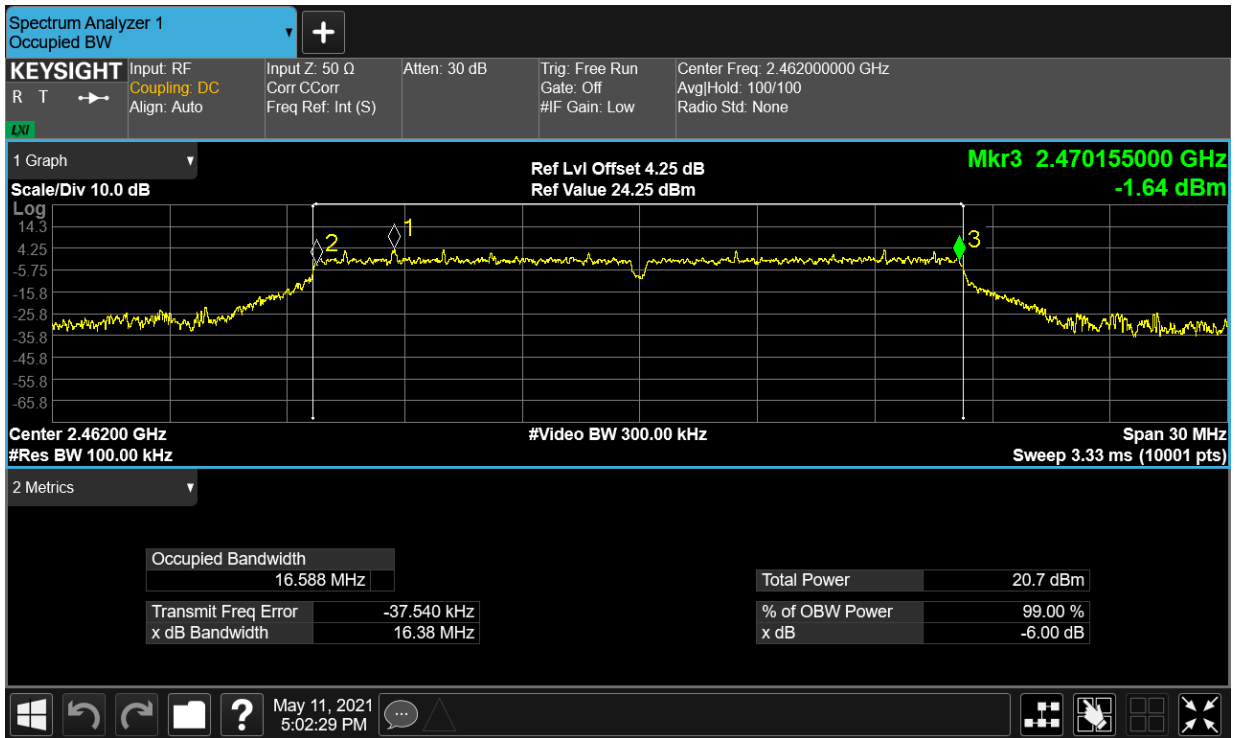 Spectrum Analyzer 1
Occupied BW
+
KEYSIGHT
R T
LXI
Input: RF
Coupling: DC
Align: Auto
Input Z: 50 Ω
Corr CCorr
Freq Ref: Int (S)
Atten: 30 dB
Trig: Free Run
Gate: Off
#IF Gain: Low
Center Freq: 2.462000000 GHz
Avg|Hold: 100/100
Radio Std: None
1 Graph
Scale/Div 10.0 dB
Log
Ref Lvl Offset 4.25 dB
Ref Value 24.25 dBm
Mkr3 2.470155000 GHz
-1.64 dBm
14.3
4.25
-5.75
-15.8
-25.8
-35.8
-45.8
-55.8
-65.8
2
1
3
Center 2.46200 GHz
#Res BW 100.00 kHz
#Video BW 300.00 kHz
Span 30 MHz
Sweep 3.33 ms (10001 pts)
2 Metrics
Occupied Bandwidth
16.588 MHz
Transmit Freq Error -37.540 kHz
x dB Bandwidth 16.38 MHz
Total Power 20.7 dBm
% of OBW Power 99.00 %
x dB -6.00 dB
?
May 11, 2021
5:02:29 PM